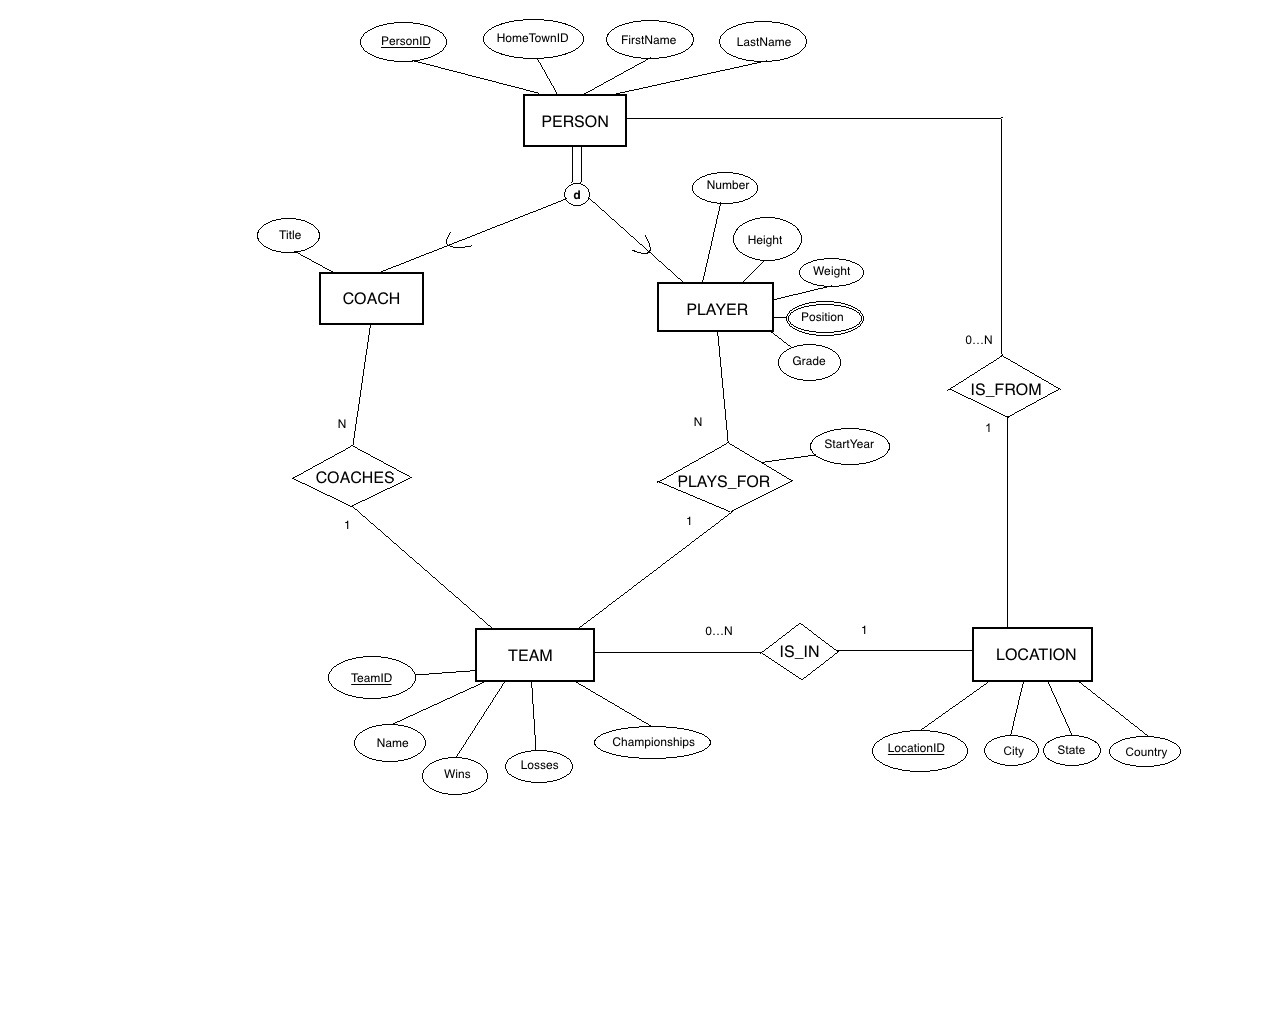 PersonID
HomeTownID
FirstName
LastName
PERSON
d
Number
Title
Height
Weight
COACH
PLAYER
Position
0...N
Grade
IS_FROM
N
N
1
StartYear
COACHES
PLAYS_FOR
1
1
0...N
1
TEAM
IS_IN
LOCATION
TeamID
Name
Championships
LocationID
City
State
Country
Wins
Losses